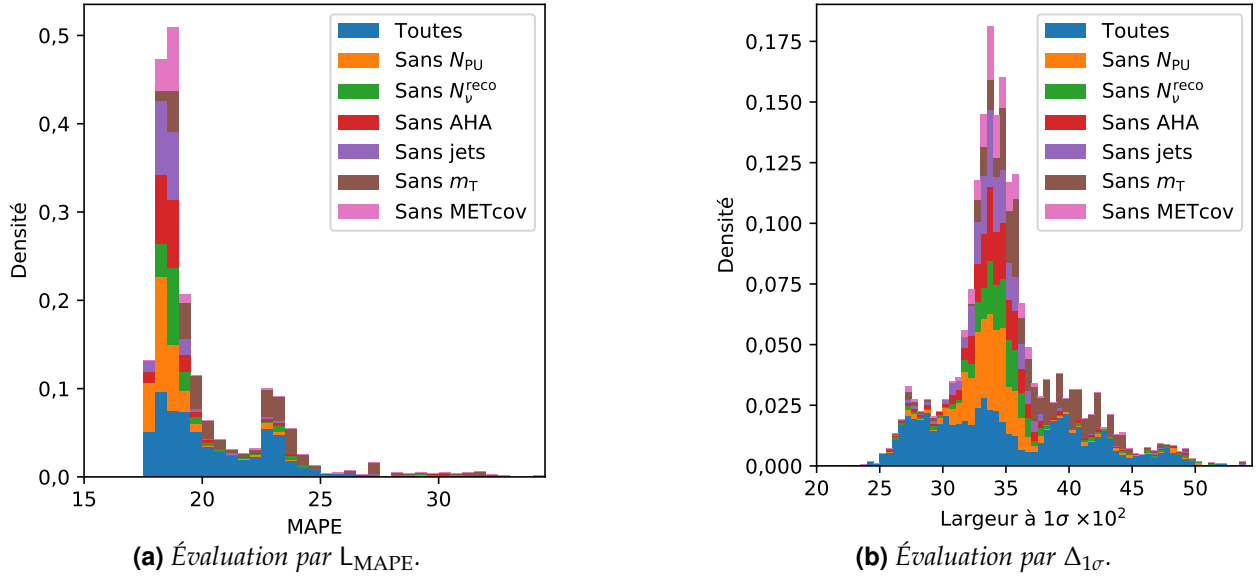 0,5
0,4
0,3
0,2
0,1
0,0
Densité
15
20
25
30
MAPE
Toutes
Sans N_PU
Sans N_ν^reco
Sans AHA
Sans jets
Sans m_T
Sans METcov
(a) Évaluation par L_MAPE.
0,175
0,150
0,125
0,100
0,075
0,050
0,025
0,000
Densité
20
25
30
35
40
45
50
Largeur à 1σ ×10²
Toutes
Sans N_PU
Sans N_ν^reco
Sans AHA
Sans jets
Sans m_T
Sans METcov
(b) Évaluation par Δ_1σ.